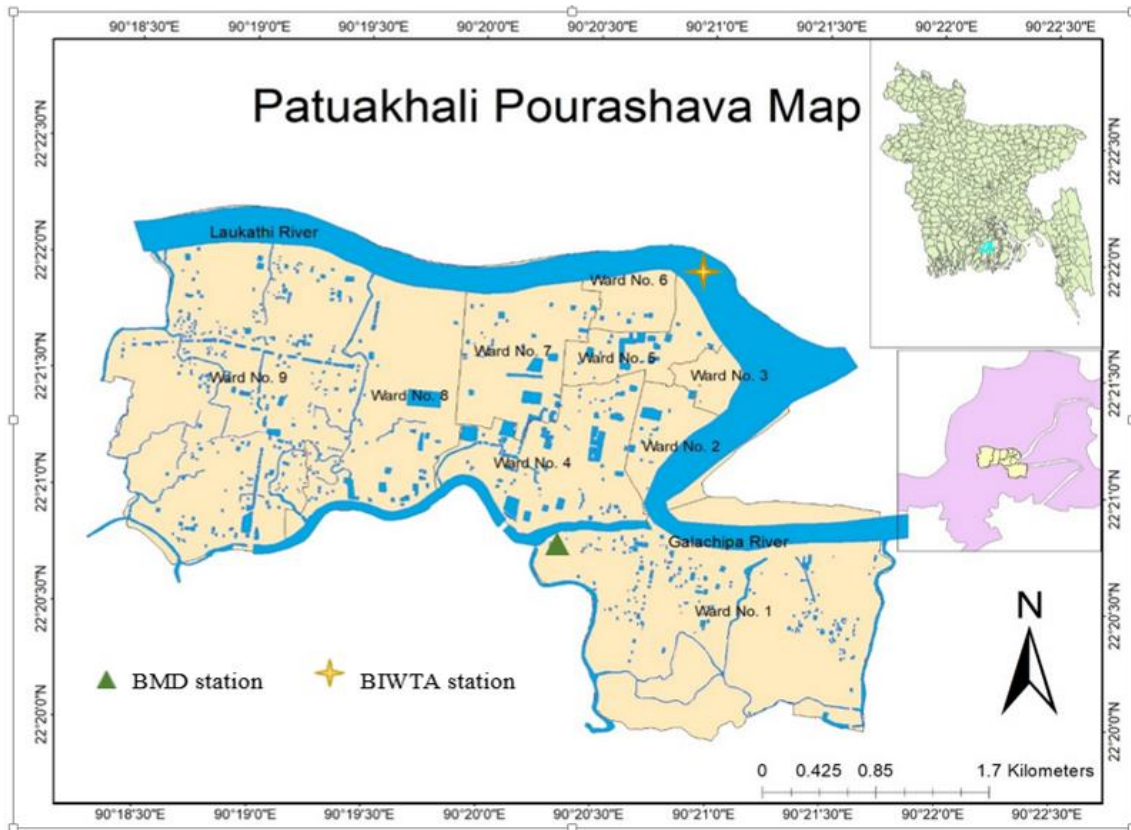 90°18'30"E 90°19'0"E 90°19'30"E 90°20'0"E 90°20'30"E 90°21'0"E 90°21'30"E 90°22'0"E 90°22'30"E
Patuakhali Pourashava Map
22°22'30"N
22°22'30"N
Laukathi River
22°22'0"N
22°22'0"N
Ward No. 6
Ward No. 7
Ward No. 5
22°21'30"N
22°21'30"N
Ward No. 9
Ward No. 3
Ward No. 8
Ward No. 2
Ward No. 4
22°21'0"N
22°21'0"N
Galachipa River
22°20'30"N
22°20'30"N
Ward No. 1
N
BMD station
BIWTA station
22°20'0"N
22°20'0"N
0 0.425 0.85 1.7 Kilometers
90°18'30"E 90°19'0"E 90°19'30"E 90°20'0"E 90°20'30"E 90°21'0"E 90°21'30"E 90°22'0"E 90°22'30"E